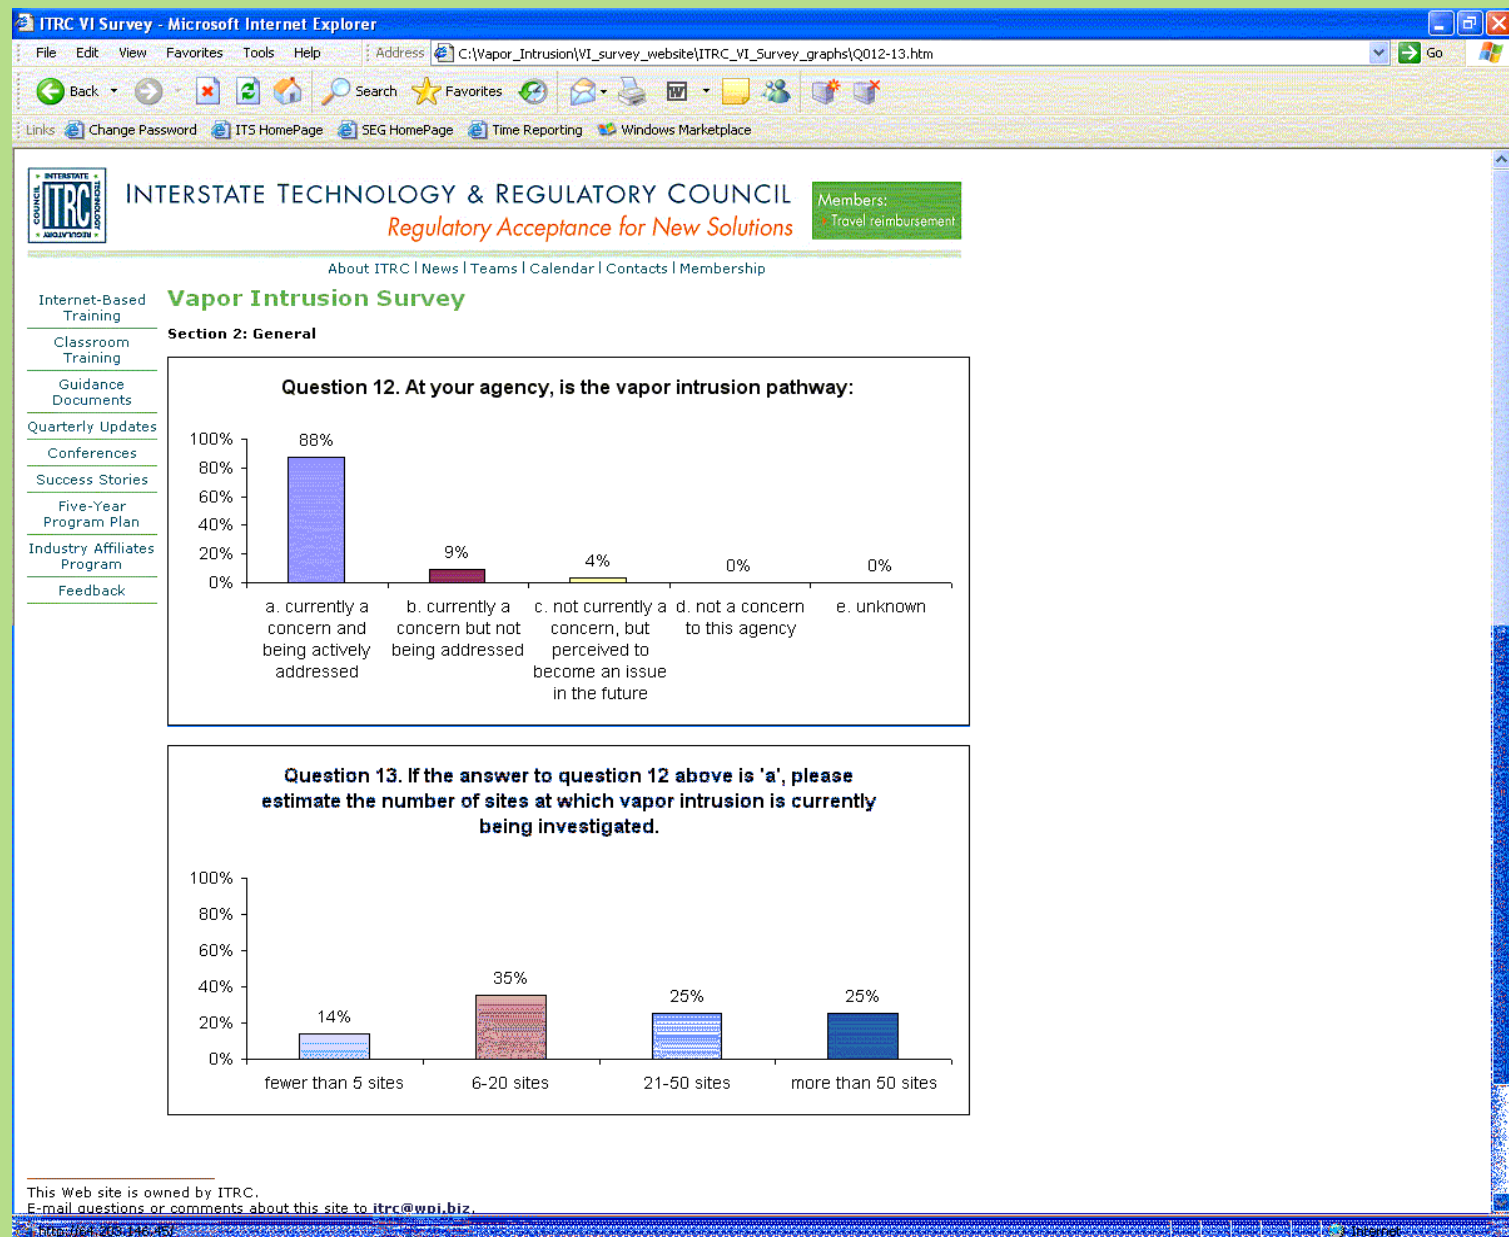 ITRC VI Survey - Microsoft Internet Explorer
File Edit View Favorites Tools Help Address C:\Vapor_Intrusion\VI_survey_website\ITRC_VI_Survey_graphs\Q012-13.htm Go
Back Search Favorites
Links Change Password ITS HomePage SEG HomePage Time Reporting Windows Marketplace
INTERSTATE TECHNOLOGY REGULATORY COUNCIL
ITRC
INTERSTATE TECHNOLOGY & REGULATORY COUNCIL
Regulatory Acceptance for New Solutions
Members:
Travel reimbursement
About ITRC | News | Teams | Calendar | Contacts | Membership
Internet-Based
Training
Classroom
Training
Guidance
Documents
Quarterly Updates
Conferences
Success Stories
Five-Year
Program Plan
Industry Affiliates
Program
Feedback
Vapor Intrusion Survey
Section 2: General
Question 12. At your agency, is the vapor intrusion pathway:
100%
80%
60%
40%
20%
0%
88%
9%
4%
0%
0%
a. currently a
concern and
being actively
addressed
b. currently a
concern but not
being addressed
c. not currently a
concern, but
perceived to
become an issue
in the future
d. not a concern
to this agency
e. unknown
Question 13. If the answer to question 12 above is 'a', please
estimate the number of sites at which vapor intrusion is currently
being investigated.
100%
80%
60%
40%
20%
0%
14%
35%
25%
25%
fewer than 5 sites
6-20 sites
21-50 sites
more than 50 sites
This Web site is owned by ITRC.
E-mail questions or comments about this site to itrc@wpi.biz.
Internet